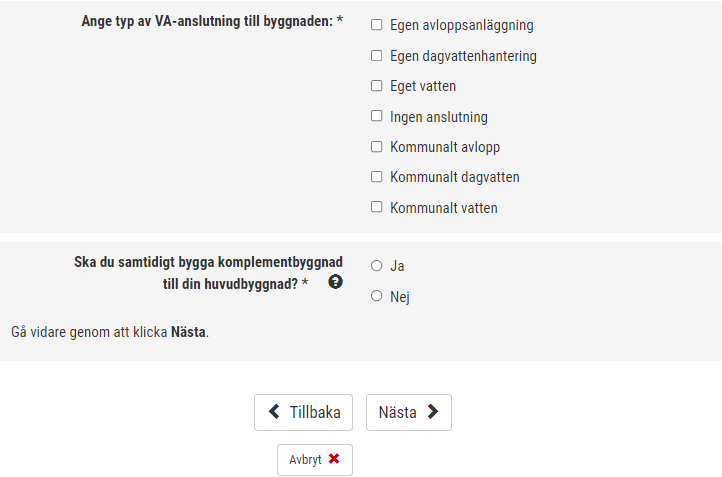 Ange typ av VA-anslutning till byggnaden: *
Egen avloppsanläggning
Egen dagvattenhantering
Eget vatten
Ingen anslutning
Kommunalt avlopp
Kommunalt dagvatten
Kommunalt vatten
Ska du samtidigt bygga komplementbyggnad
till din huvudbyggnad? *
Ja
Nej
Gå vidare genom att klicka Nästa.
Tillbaka
Nästa
Avbryt